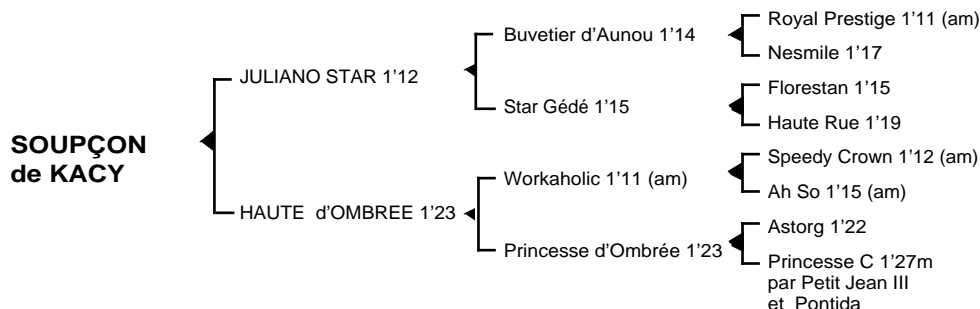 Royal Prestige 1’11 (am)
Buvetier d’Aunou 1’14
Nesmile 1’17
JULIANO STAR 1’12
Florestan 1’15
Star Gédé 1’15
Haute Rue 1’19
SOUPÇON
de KACY
Speedy Crown 1’12 (am)
Workaholic 1’11 (am)
Ah So 1’15 (am)
HAUTE d’OMBREE 1’23
Astorg 1’22
Princesse d’Ombrée 1’23
Princesse C 1’27m
par Petit Jean III
et Pontida